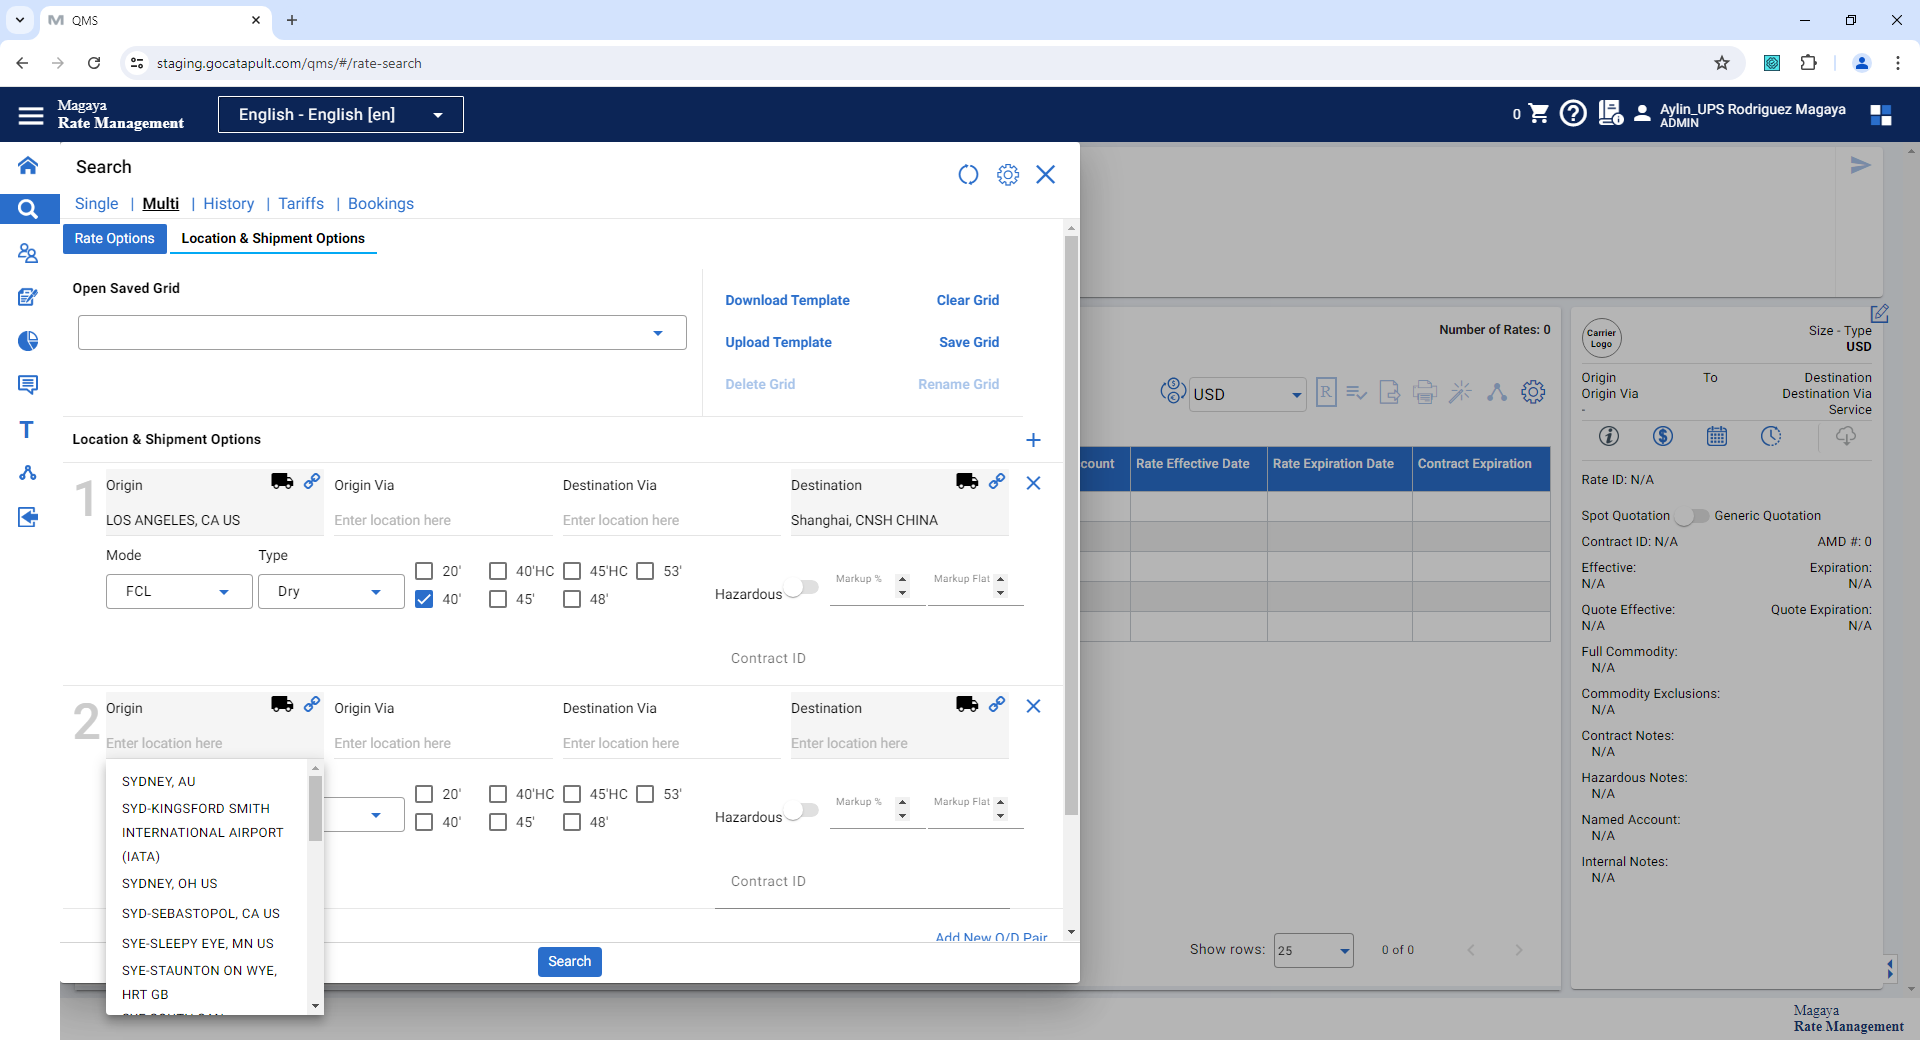 QMS
staging.gocatapult.com/qms/#/rate-search
Magaya
Rate Management
English - English [en]
0
Aylin_UPS Rodriguez Magaya
ADMIN
Search
Single | Multi | History | Tariffs | Bookings
Rate Options
Location & Shipment Options
Open Saved Grid
Download Template
Clear Grid
Upload Template
Save Grid
Delete Grid
Rename Grid
Location & Shipment Options
1
Origin
Origin Via
Destination Via
Destination
LOS ANGELES, CA US
Enter location here
Enter location here
Shanghai, CNSH CHINA
Mode
Type
FCL
Dry
20'
40'HC
45'HC
53'
40'
45'
48'
Hazardous
Markup %
Markup Flat
Contract ID
2
Origin
Origin Via
Destination Via
Destination
Enter location here
Enter location here
Enter location here
Enter location here
SYDNEY, AU
SYD-KINGSFORD SMITH
INTERNATIONAL AIRPORT
(IATA)
SYDNEY, OH US
SYD-SEBASTOPOL, CA US
SYE-SLEEPY EYE, MN US
SYE-STAUNTON ON WYE,
HRT GB
20'
40'HC
45'HC
53'
40'
45'
48'
Hazardous
Markup %
Markup Flat
Contract ID
Add New O/D Pair
Search
Number of Rates: 0
USD
R
count
Rate Effective Date
Rate Expiration Date
Contract Expiration
Show rows:
25
0 of 0
Carrier
Logo
Size - Type
USD
Origin
To
Destination
Origin Via
Destination Via
-
Service
Rate ID: N/A
Spot Quotation
Generic Quotation
Contract ID: N/A
AMD #: 0
Effective:
Expiration:
N/A
N/A
Quote Effective:
Quote Expiration:
N/A
N/A
Full Commodity:
N/A
Commodity Exclusions:
N/A
Contract Notes:
N/A
Hazardous Notes:
N/A
Named Account:
N/A
Internal Notes:
N/A
Magaya
Rate Management